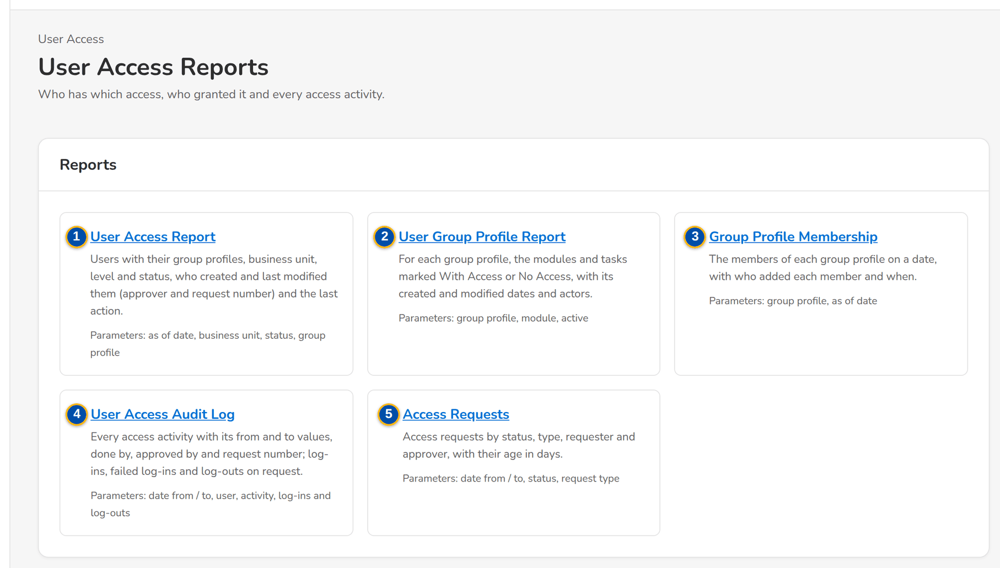 User Access
User Access Reports
Who has which access, who granted it and every access activity.
Reports
1 User Access Report
Users with their group profiles, business unit,
level and status, who created and last modified
them (approver and request number) and the last
action.
Parameters: as of date, business unit, status, group
profile
2 User Group Profile Report
For each group profile, the modules and tasks
marked With Access or No Access, with its
created and modified dates and actors.
Parameters: group profile, module, active
3 Group Profile Membership
The members of each group profile on a date,
with who added each member and when.
Parameters: group profile, as of date
4 User Access Audit Log
Every access activity with its from and to values,
done by, approved by and request number; log-
ins, failed log-ins and log-outs on request.
Parameters: date from / to, user, activity, log-ins and
log-outs
5 Access Requests
Access requests by status, type, requester and
approver, with their age in days.
Parameters: date from / to, status, request type